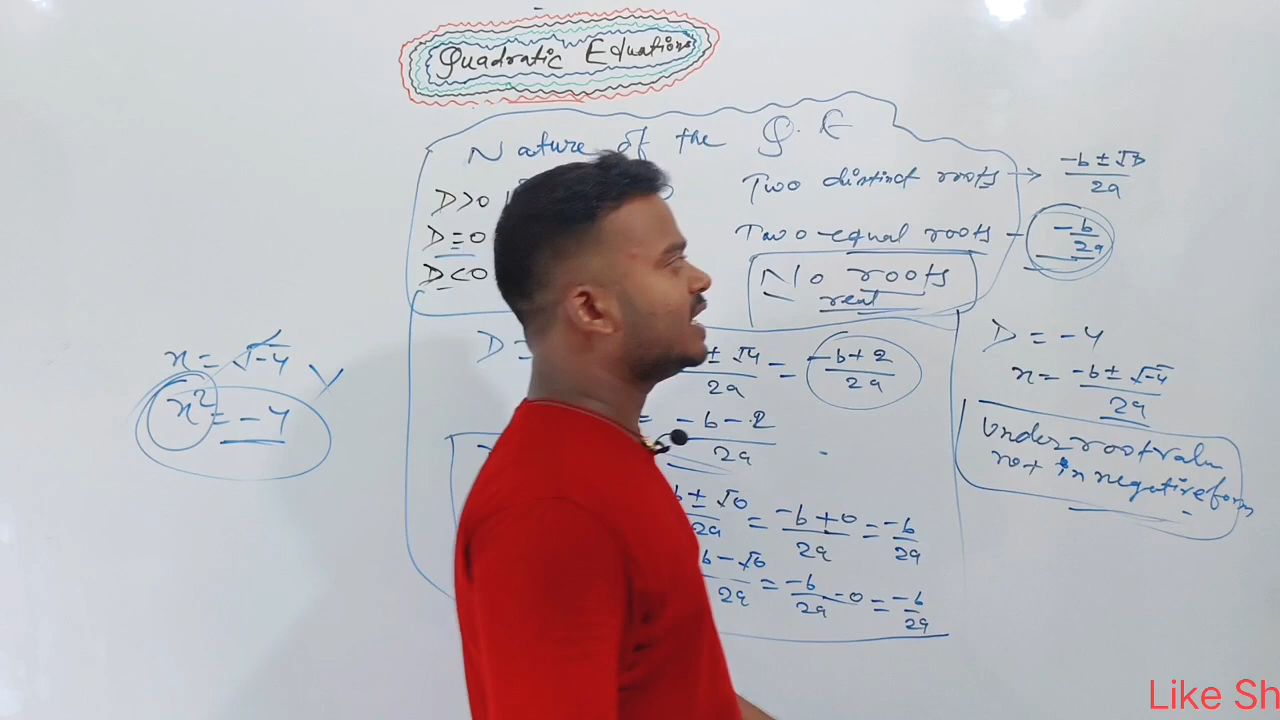 Quadratic Equations
Nature of the Q.E
D>0 Two distinct roots → -b ± √D / 2a
D=0 Two equal roots - -b / 2a
D<0 No roots
real
D = ± √4 / 2a = -b+2 / 2a
= -b-2 / 2a
b ± √0 / 2a = -b+0 / 2a = -b / 2a
b - √0 / 2a = -b / 2a - 0 = -b / 2a
x = √-4
x² = -4
D = -4
x = -b ± √-4 / 2a
Under root value
not in negative form
Like Sh